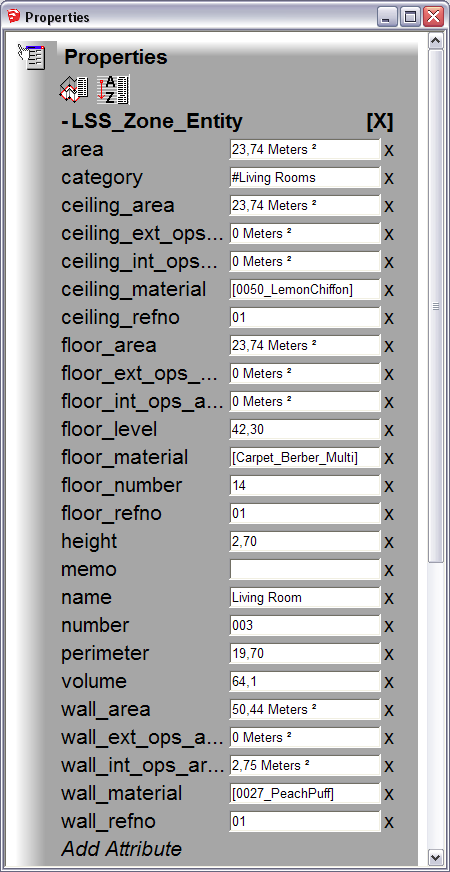 Properties
Properties
A
Z
-LSS_Zone_Entity [X]
area 23,74 Meters ² x
category #Living Rooms x
ceiling_area 23,74 Meters ² x
ceiling_ext_ops... 0 Meters ² x
ceiling_int_ops... 0 Meters ² x
ceiling_material [0050_LemonChiffon] x
ceiling_refno 01 x
floor_area 23,74 Meters ² x
floor_ext_ops_... 0 Meters ² x
floor_int_ops_a... 0 Meters ² x
floor_level 42,30 x
floor_material [Carpet_Berber_Multi] x
floor_number 14 x
floor_refno 01 x
height 2,70 x
memo x
name Living Room x
number 003 x
perimeter 19,70 x
volume 64,1 x
wall_area 50,44 Meters ² x
wall_ext_ops_a... 0 Meters ² x
wall_int_ops_ar... 2,75 Meters ² x
wall_material [0027_PeachPuff] x
wall_refno 01 x
Add Attribute